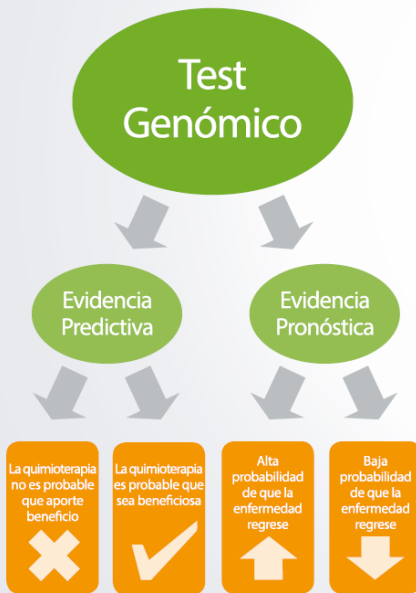 Test
Genómico
Evidencia
Predictiva
Evidencia
Pronóstica
La quimioterapia
no es probable
que aporte
beneficio
La quimioterapia
es probable que
sea beneficiosa
Alta
probabilidad
de que la
enfermedad
regrese
Baja
probabilidad
de que la
enfermedad
regrese